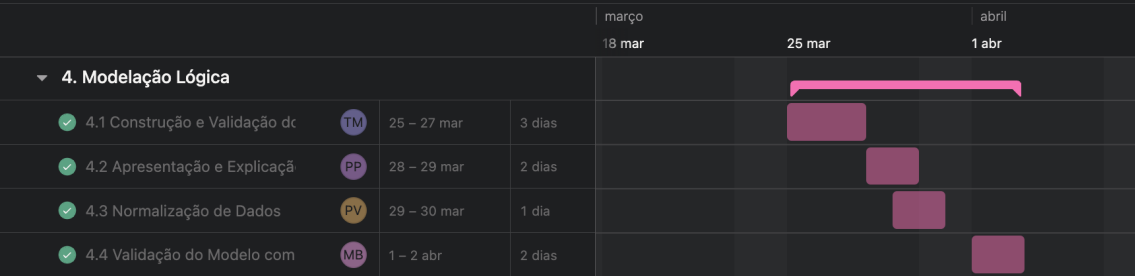 março abril
18 mar 25 mar 1 abr
4. Modelação Lógica
4.1 Construção e Validação do TM 25 – 27 mar 3 dias
4.2 Apresentação e Explicação PP 28 – 29 mar 2 dias
4.3 Normalização de Dados PV 29 – 30 mar 1 dia
4.4 Validação do Modelo com MB 1 – 2 abr 2 dias